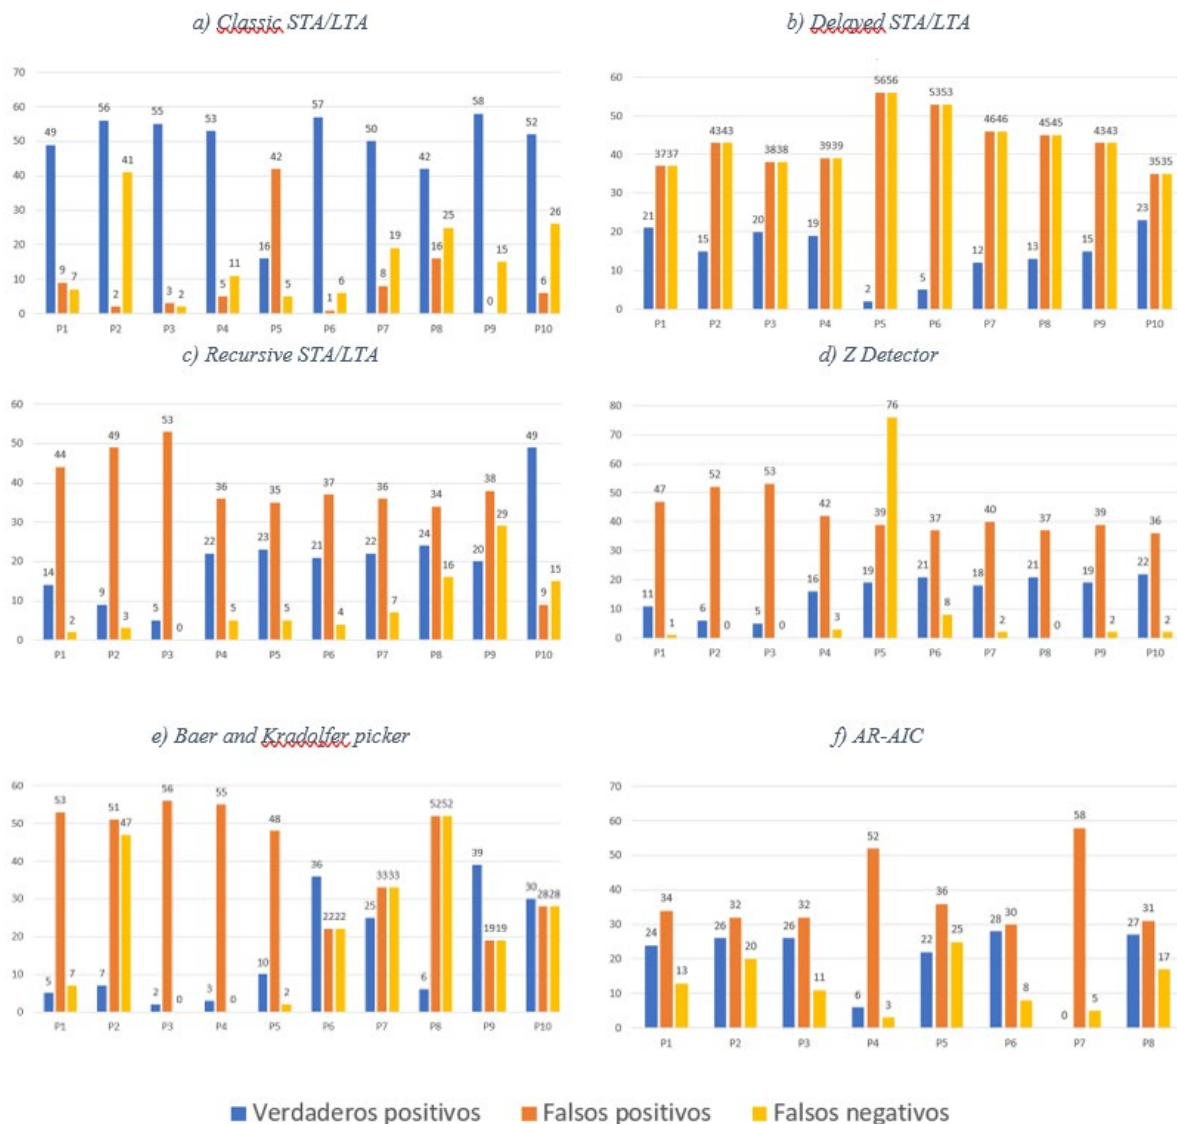 a) Classic STA/LTA
70
60
50
40
30
20
10
0
49 9 7 56 2 41 55 3 2 53 5 11 16 42 5 57 1 6 50 8 19 42 16 25 58 0 15 52 6 26
P1 P2 P3 P4 P5 P6 P7 P8 P9 P10
b) Delayed STA/LTA
60
50
40
30
20
10
0
21 3737 15 4343 20 3838 19 3939 2 5656 5 5353 12 4646 13 4545 15 4343 23 3535
P1 P2 P3 P4 P5 P6 P7 P8 P9 P10
c) Recursive STA/LTA
60
50
40
30
20
10
0
14 44 2 9 49 3 5 53 0 22 36 5 23 35 5 21 37 4 22 36 7 24 34 16 20 38 29 49 9 15
P1 P2 P3 P4 P5 P6 P7 P8 P9 P10
d) Z Detector
80
70
60
50
40
30
20
10
0
11 47 1 6 52 0 5 53 0 16 42 3 19 39 76 21 37 8 18 40 2 21 37 0 19 39 2 22 36 2
P1 P2 P3 P4 P5 P6 P7 P8 P9 P10
e) Baer and Kradolfer picker
60
50
40
30
20
10
0
5 53 7 7 51 47 2 56 0 3 55 0 10 48 2 36 2222 25 3333 6 5252 39 1919 30 2828
P1 P2 P3 P4 P5 P6 P7 P8 P9 P10
f) AR-AIC
70
60
50
40
30
20
10
0
24 34 13 26 32 20 26 32 11 6 52 3 22 36 25 28 30 8 0 58 5 27 31 17
P1 P2 P3 P4 P5 P6 P7 P8
Verdaderos positivos Falsos positivos Falsos negativos